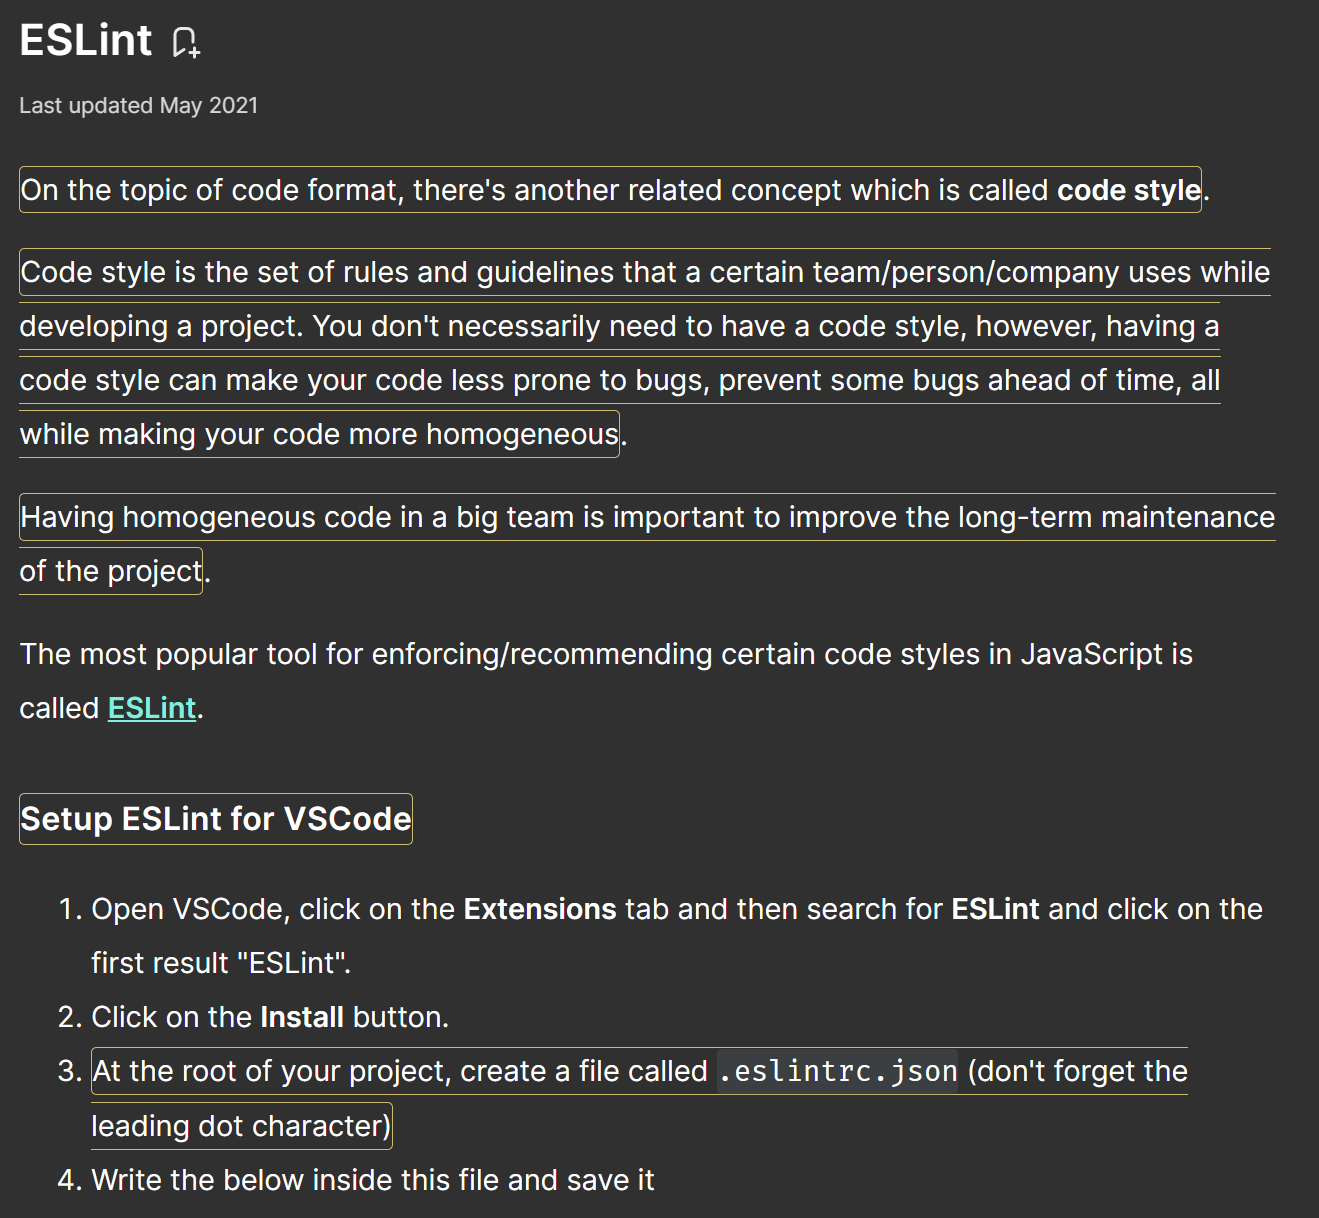 ESLint
Last updated May 2021
On the topic of code format, there's another related concept which is called code style.
Code style is the set of rules and guidelines that a certain team/person/company uses while
developing a project. You don't necessarily need to have a code style, however, having a
code style can make your code less prone to bugs, prevent some bugs ahead of time, all
while making your code more homogeneous.
Having homogeneous code in a big team is important to improve the long-term maintenance
of the project.
The most popular tool for enforcing/recommending certain code styles in JavaScript is
called ESLint.
Setup ESLint for VSCode
1. Open VSCode, click on the Extensions tab and then search for ESLint and click on the
first result "ESLint".
2. Click on the Install button.
3. At the root of your project, create a file called .eslintrc.json (don't forget the
leading dot character)
4. Write the below inside this file and save it